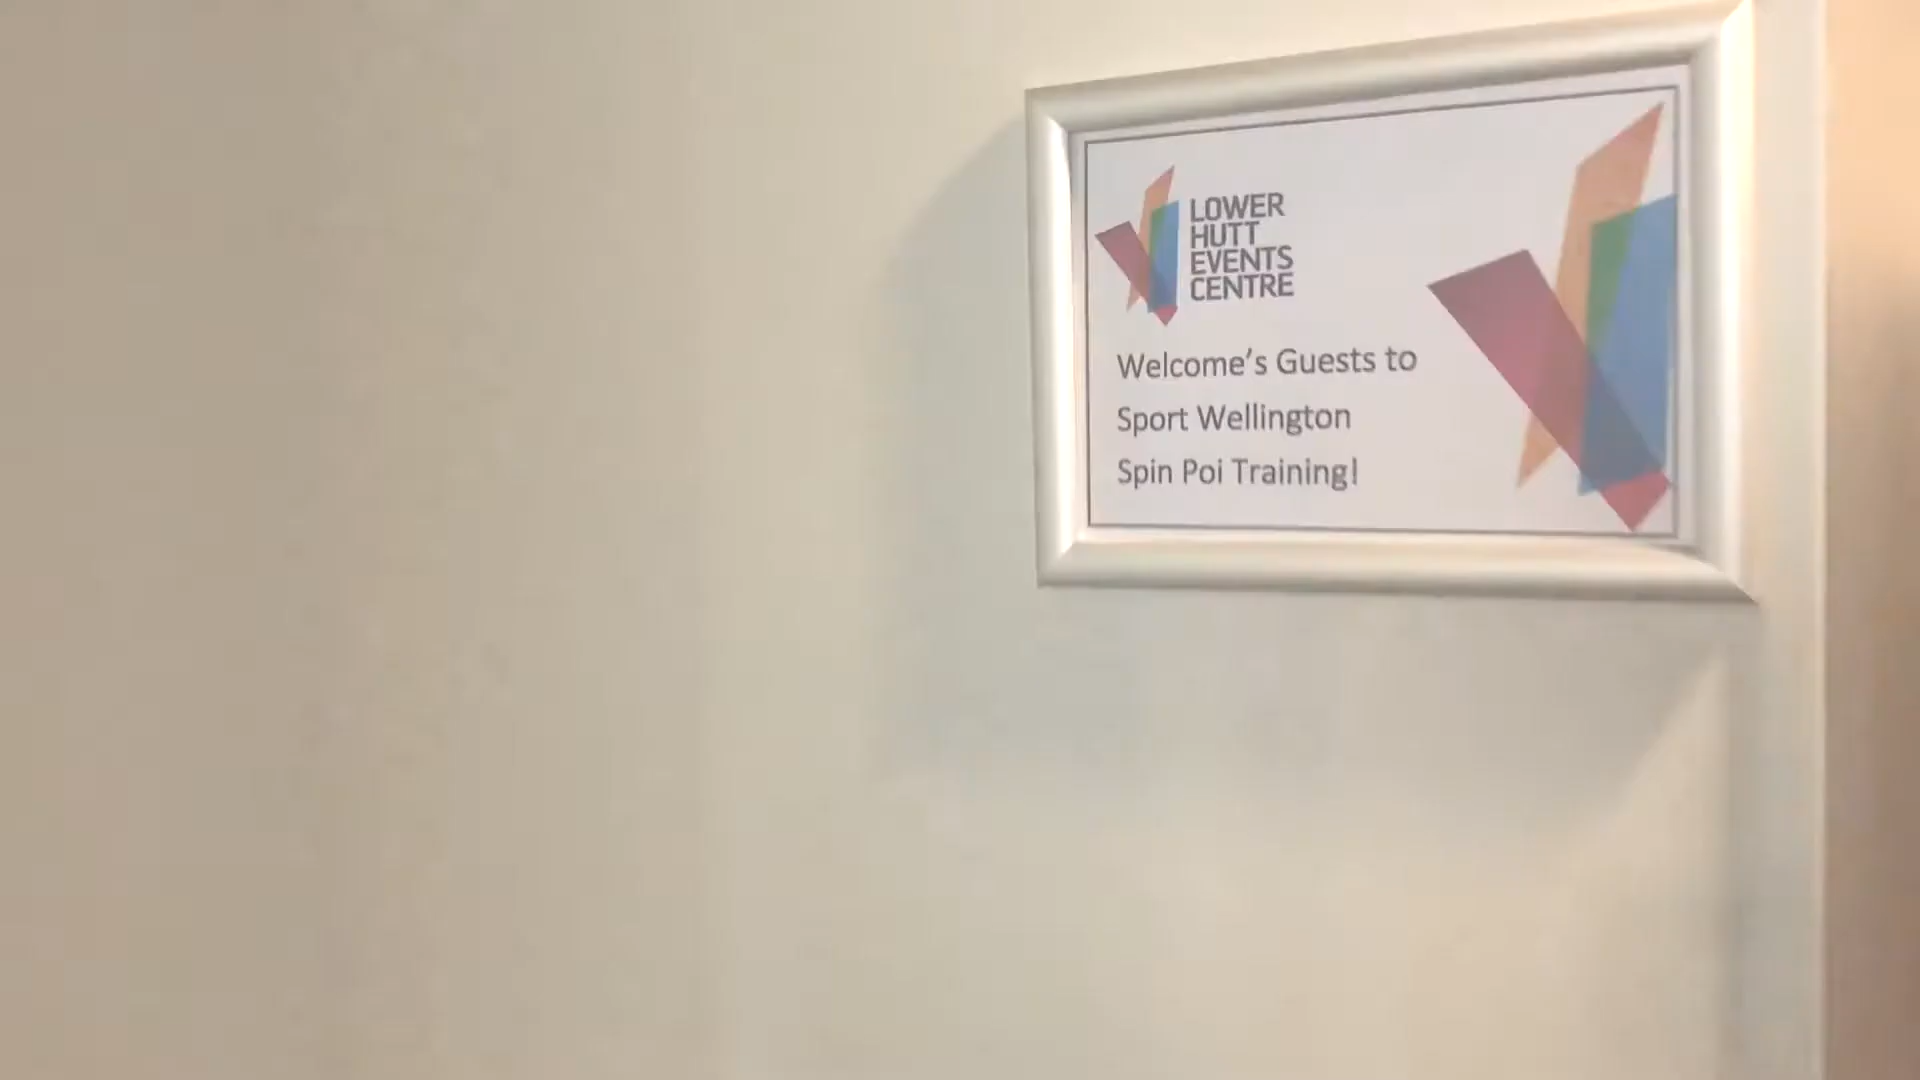 LOWER
HUTT
EVENTS
CENTRE
Welcome's Guests to
Sport Wellington
Spin Poi Training!